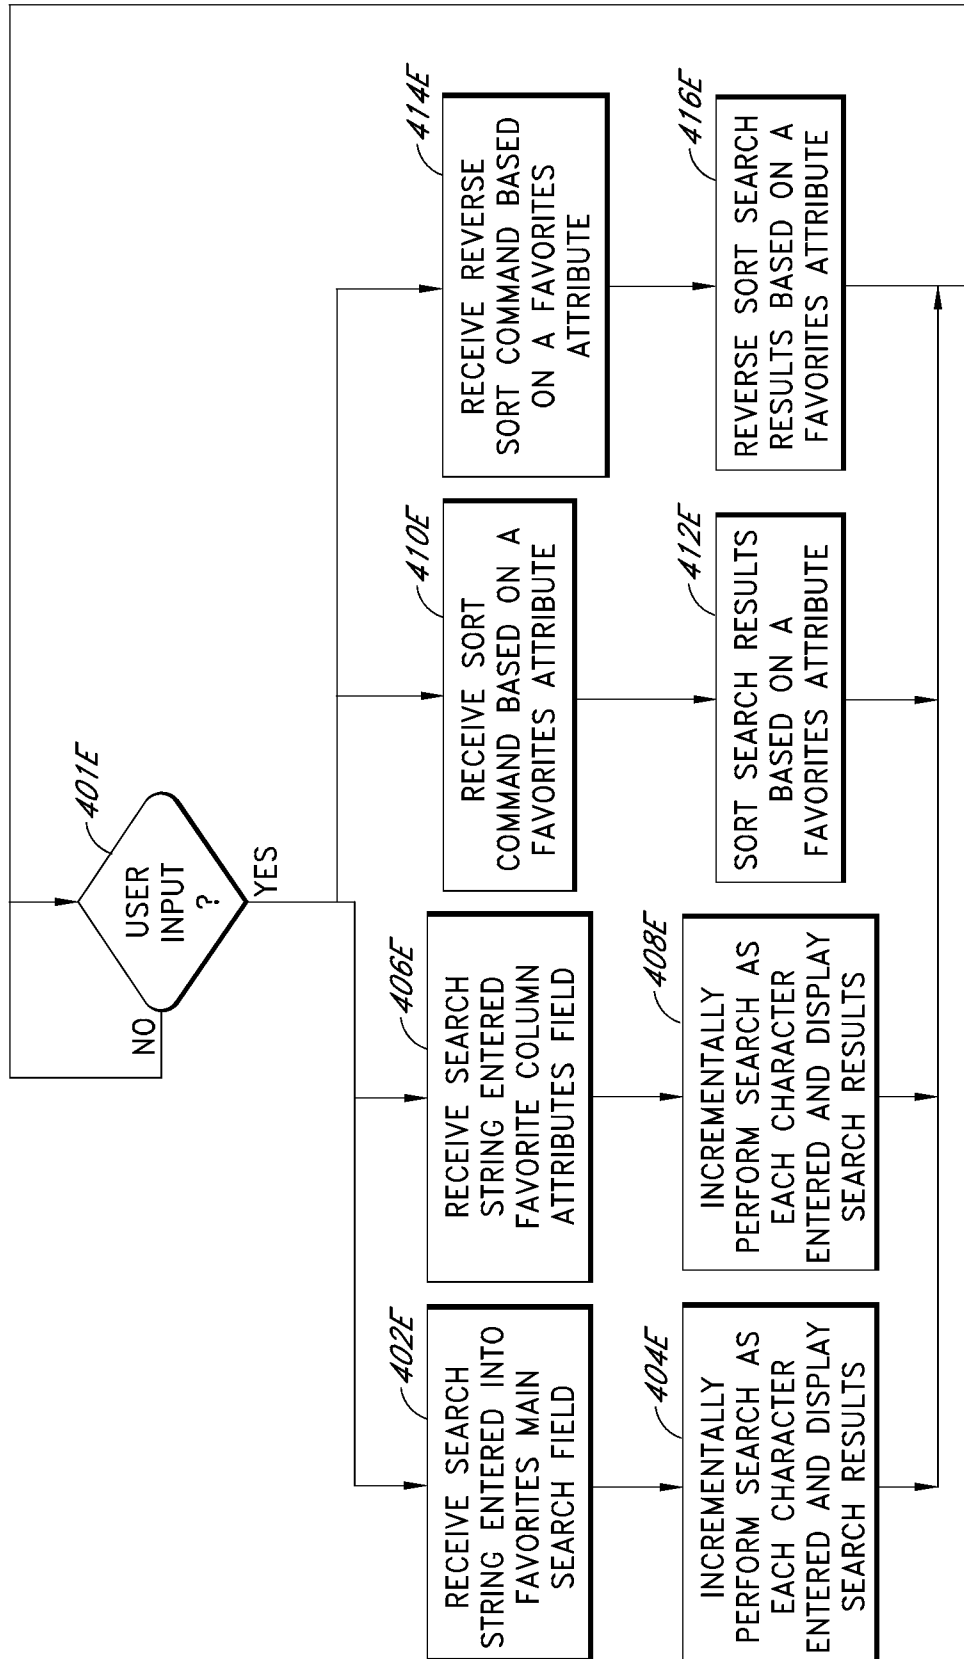 401E
USER
INPUT
?
NO
YES
402E
RECEIVE SEARCH
STRING ENTERED INTO
FAVORITES MAIN
SEARCH FIELD
406E
RECEIVE SEARCH
STRING ENTERED
FAVORITE COLUMN
ATTRIBUTES FIELD
410E
RECEIVE SORT
COMMAND BASED ON A
FAVORITES ATTRIBUTE
414E
RECEIVE REVERSE
SORT COMMAND BASED
ON A FAVORITES
ATTRIBUTE
404E
INCREMENTALLY
PERFORM SEARCH AS
EACH CHARACTER
ENTERED AND DISPLAY
SEARCH RESULTS
408E
INCREMENTALLY
PERFORM SEARCH AS
EACH CHARACTER
ENTERED AND DISPLAY
SEARCH RESULTS
412E
SORT SEARCH RESULTS
BASED ON A
FAVORITES ATTRIBUTE
416E
REVERSE SORT SEARCH
RESULTS BASED ON A
FAVORITES ATTRIBUTE